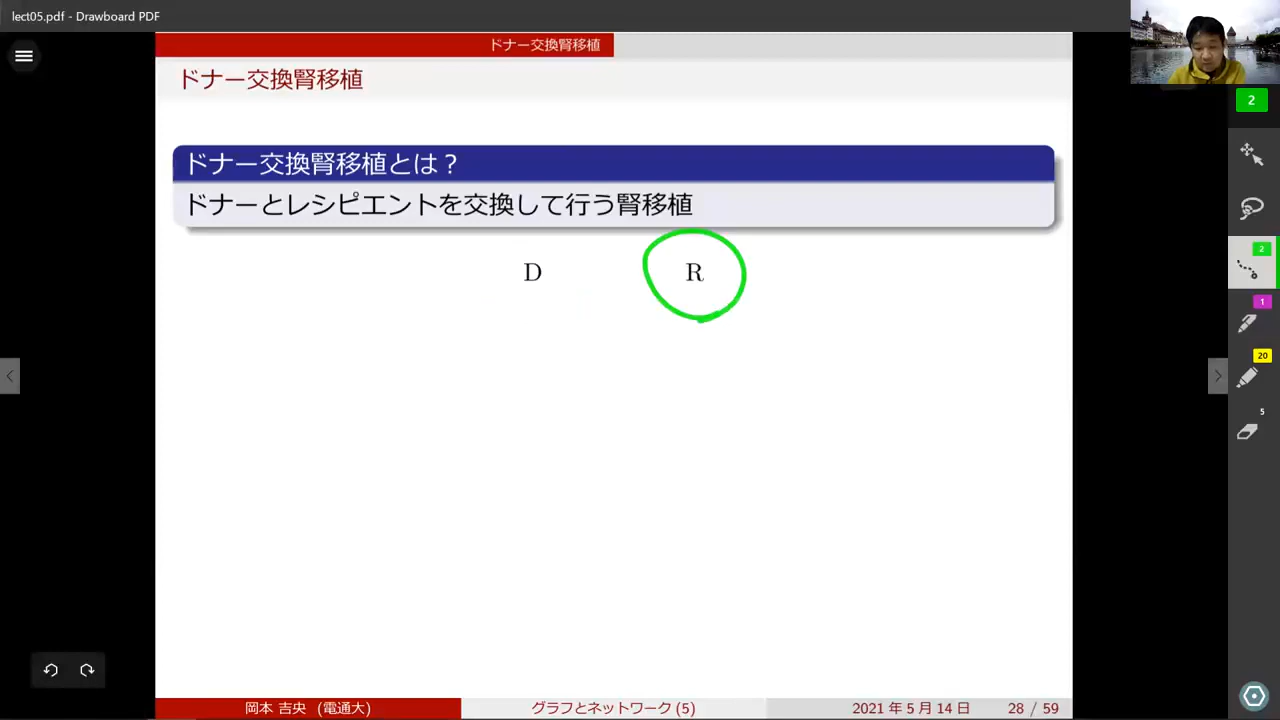 lect05.pdf - Drawboard PDF
ドナー交換腎移植
ドナー交換腎移植
ドナー交換腎移植とは？
ドナーとレシピエントを交換して行う腎移植
D R
2
2
1
20
5
岡本 吉央 (電通大) グラフとネットワーク (5) 2021 年 5 月 14 日 28 / 59